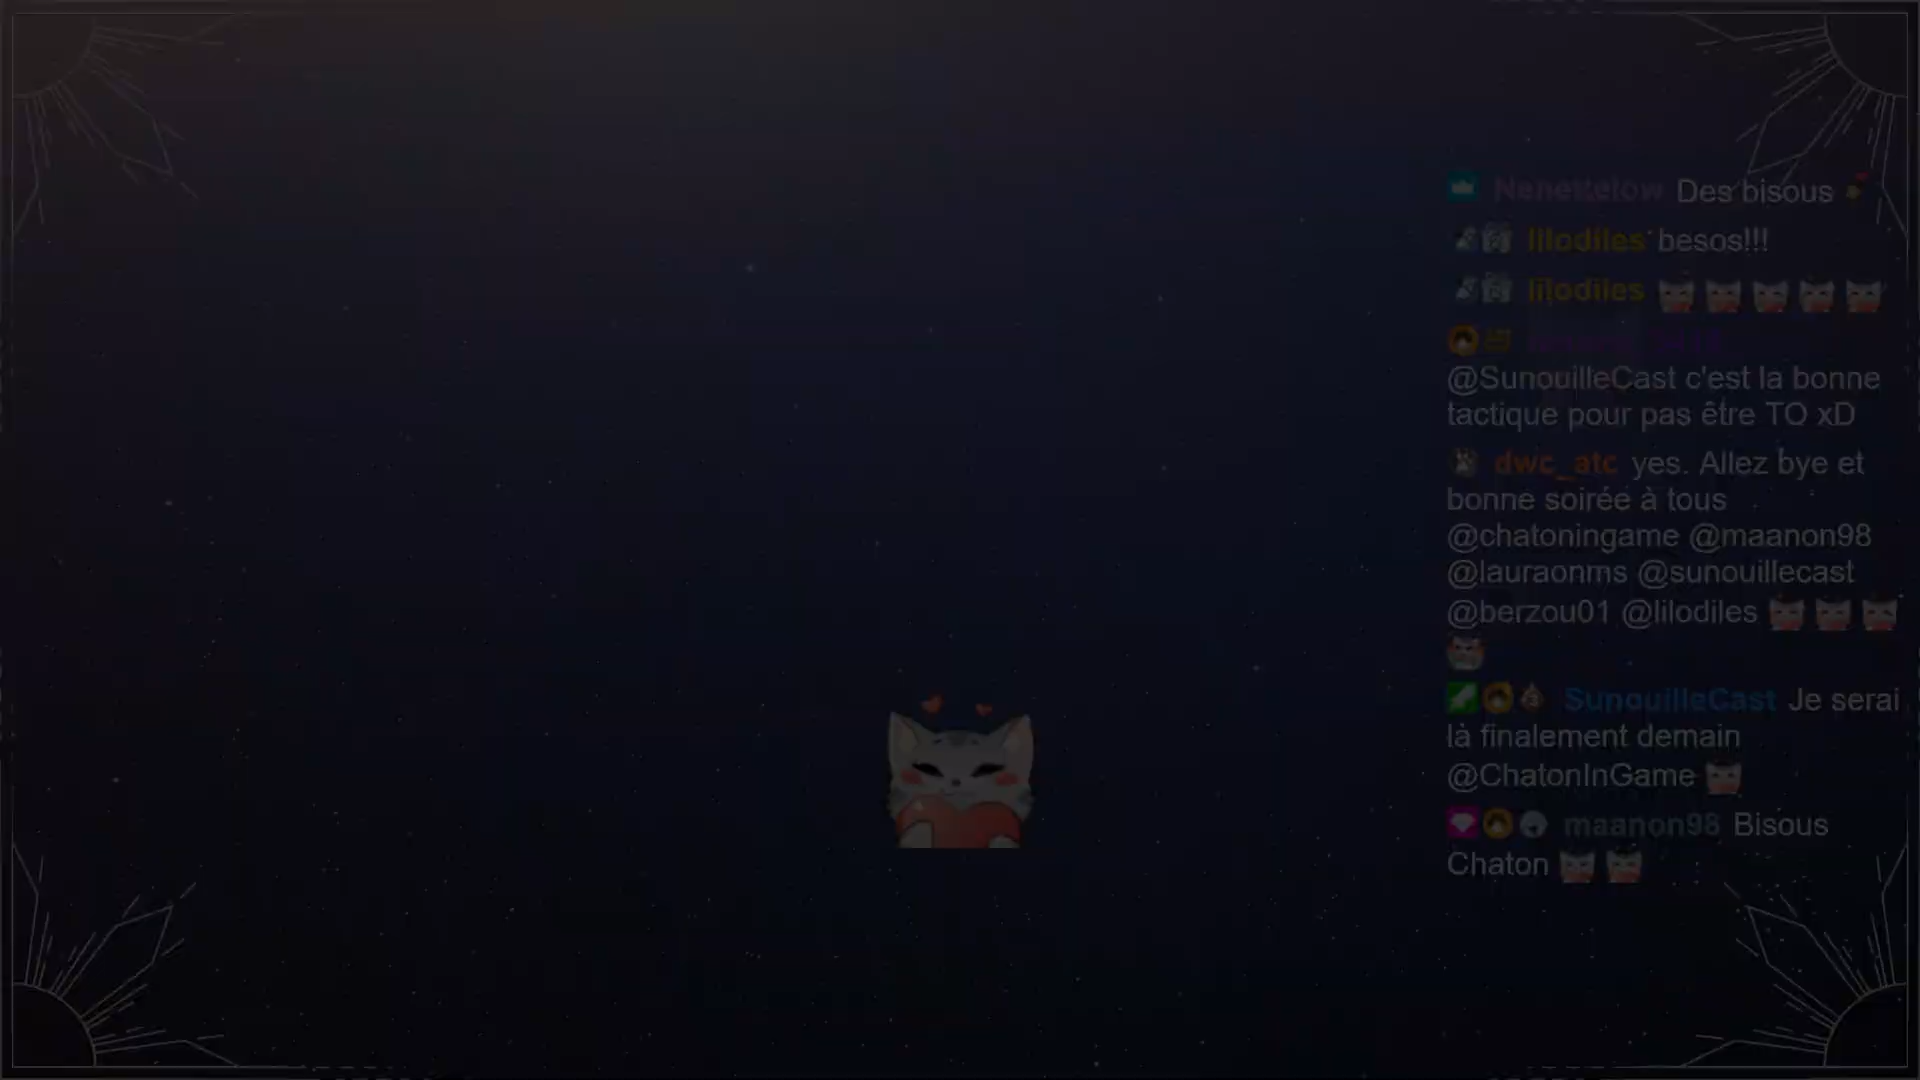 Nenettelow Des bisous
lilodiles besos!!!
lilodiles
@SunouilleCast c'est la bonne
tactique pour pas être TO xD
dwc_atc yes. Allez bye et
bonne soirée à tous
@chatoningame @maanon98
@lauraonms @sunouillecast
@berzou01 @lilodiles
SunouilleCast Je serai
là finalement demain
@ChatonInGame
maanon98 Bisous
Chaton